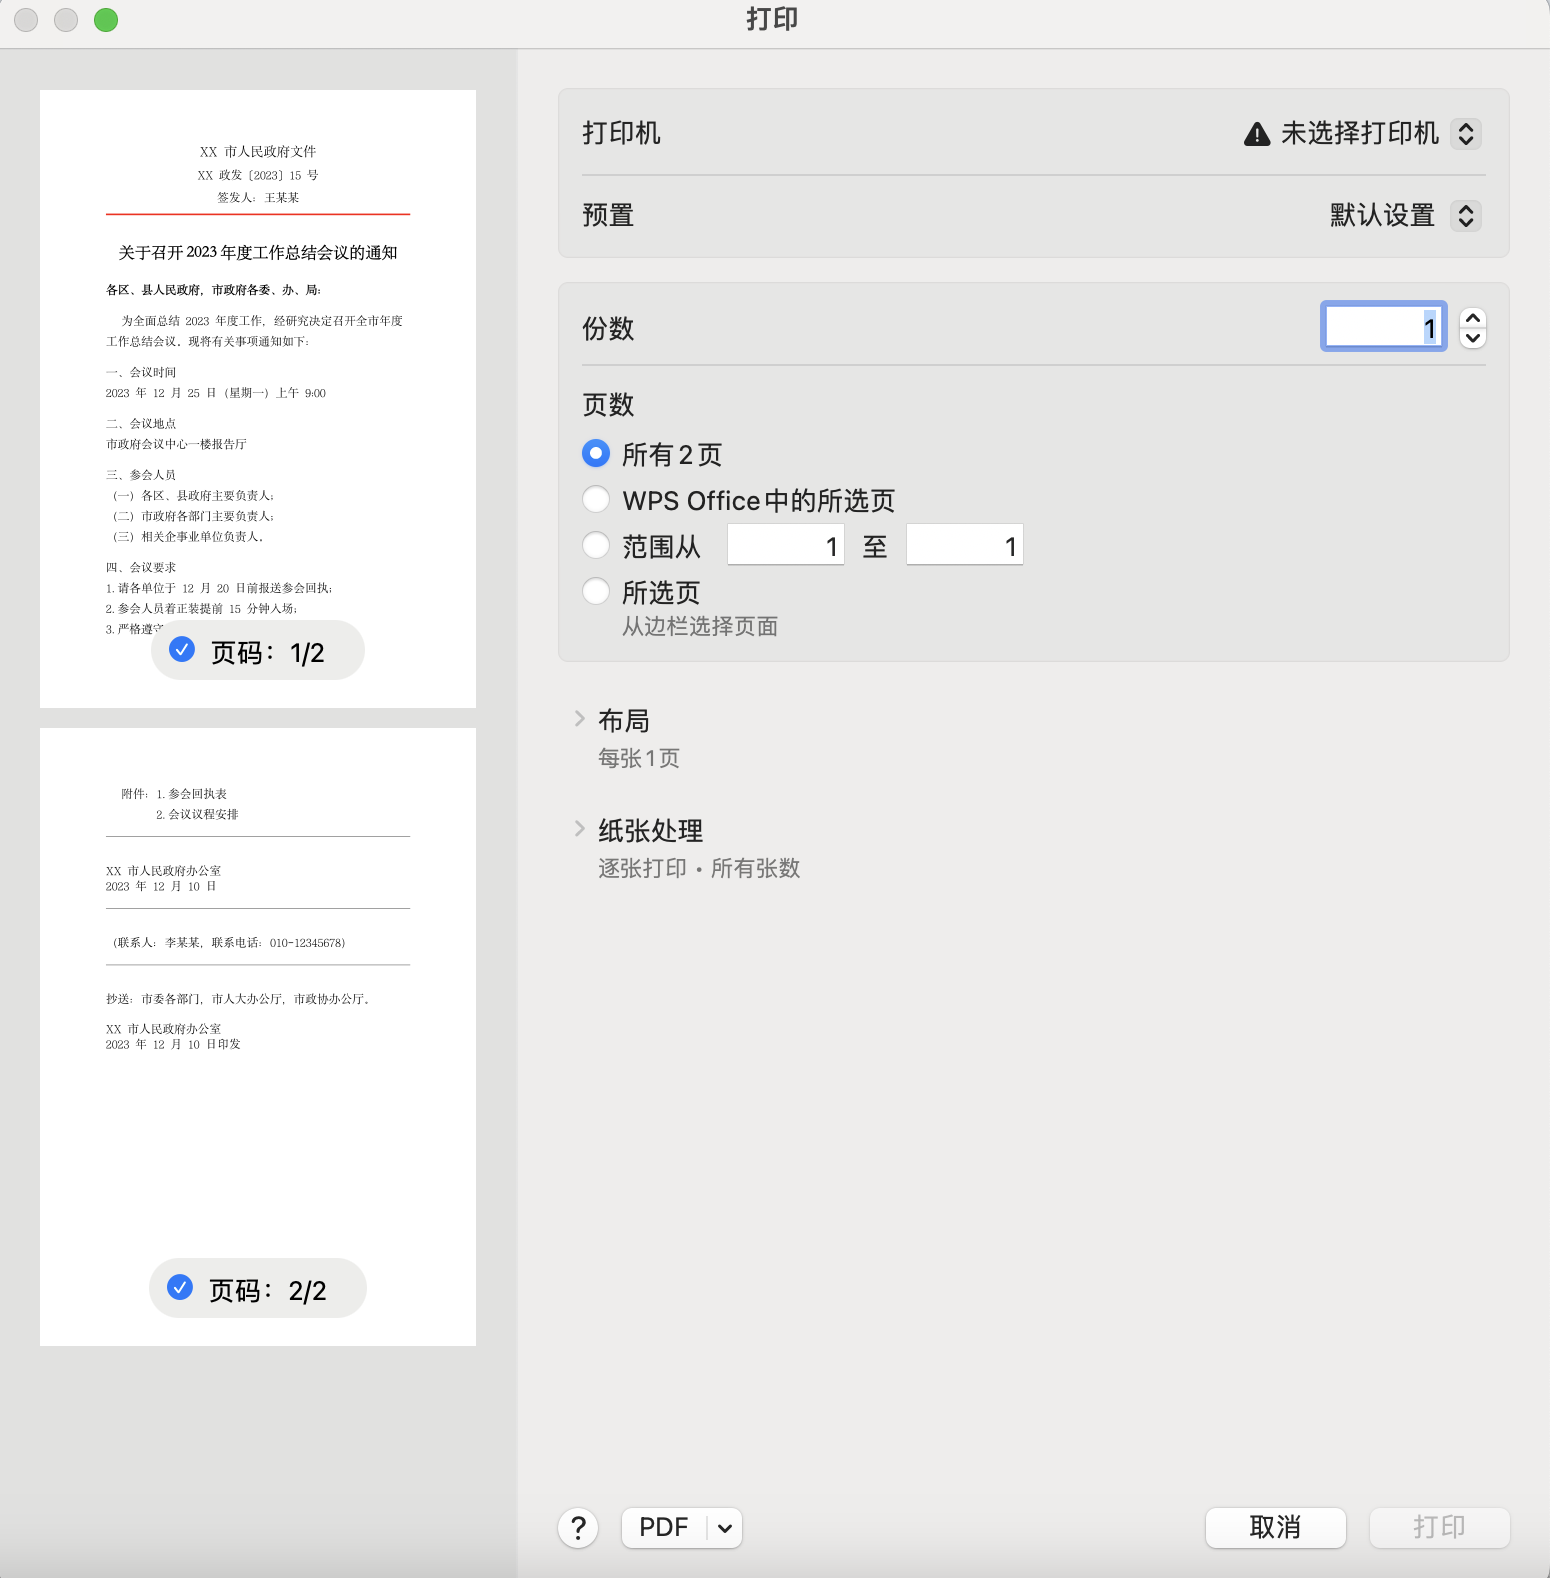 打印
XX 市人民政府文件
XX 政发〔2023〕15 号
签发人：王某某
关于召开 2023 年度工作总结会议的通知
各区、县人民政府，市政府各委、办、局：
为全面总结 2023 年度工作，经研究决定召开全市年度
工作总结会议。现将有关事项通知如下：
一、会议时间
2023 年 12 月 25 日（星期一）上午 9:00
二、会议地点
市政府会议中心一楼报告厅
三、参会人员
（一）各区、县政府主要负责人；
（二）市政府各部门主要负责人；
（三）相关企事业单位负责人。
四、会议要求
1. 请各单位于 12 月 20 日前报送参会回执；
2. 参会人员着正装提前 15 分钟入场；
3. 严格遵守
页码：1/2
附件：1. 参会回执表
2. 会议议程安排
XX 市人民政府办公室
2023 年 12 月 10 日
（联系人：李某某，联系电话：010-12345678）
抄送：市委各部门，市人大办公厅，市政协办公厅。
XX 市人民政府办公室
2023 年 12 月 10 日印发
页码：2/2
打印机 未选择打印机
预置 默认设置
份数 1
页数
所有 2 页
WPS Office中的所选页
范围从 1 至 1
所选页
从边栏选择页面
布局
每张 1 页
纸张处理
逐张打印 • 所有张数
? PDF 取消 打印